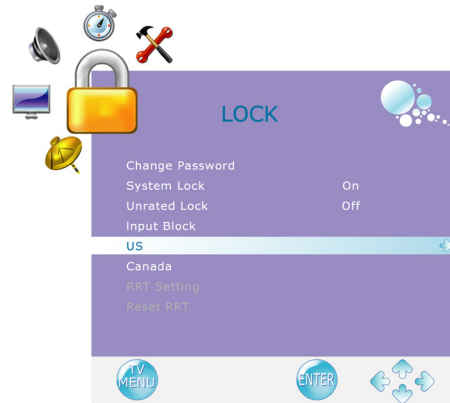 LOCK
Change Password
System Lock On
Unrated Lock Off
Input Block
US
Canada
RRT Setting
Reset RRT
TV
MENU
ENTER